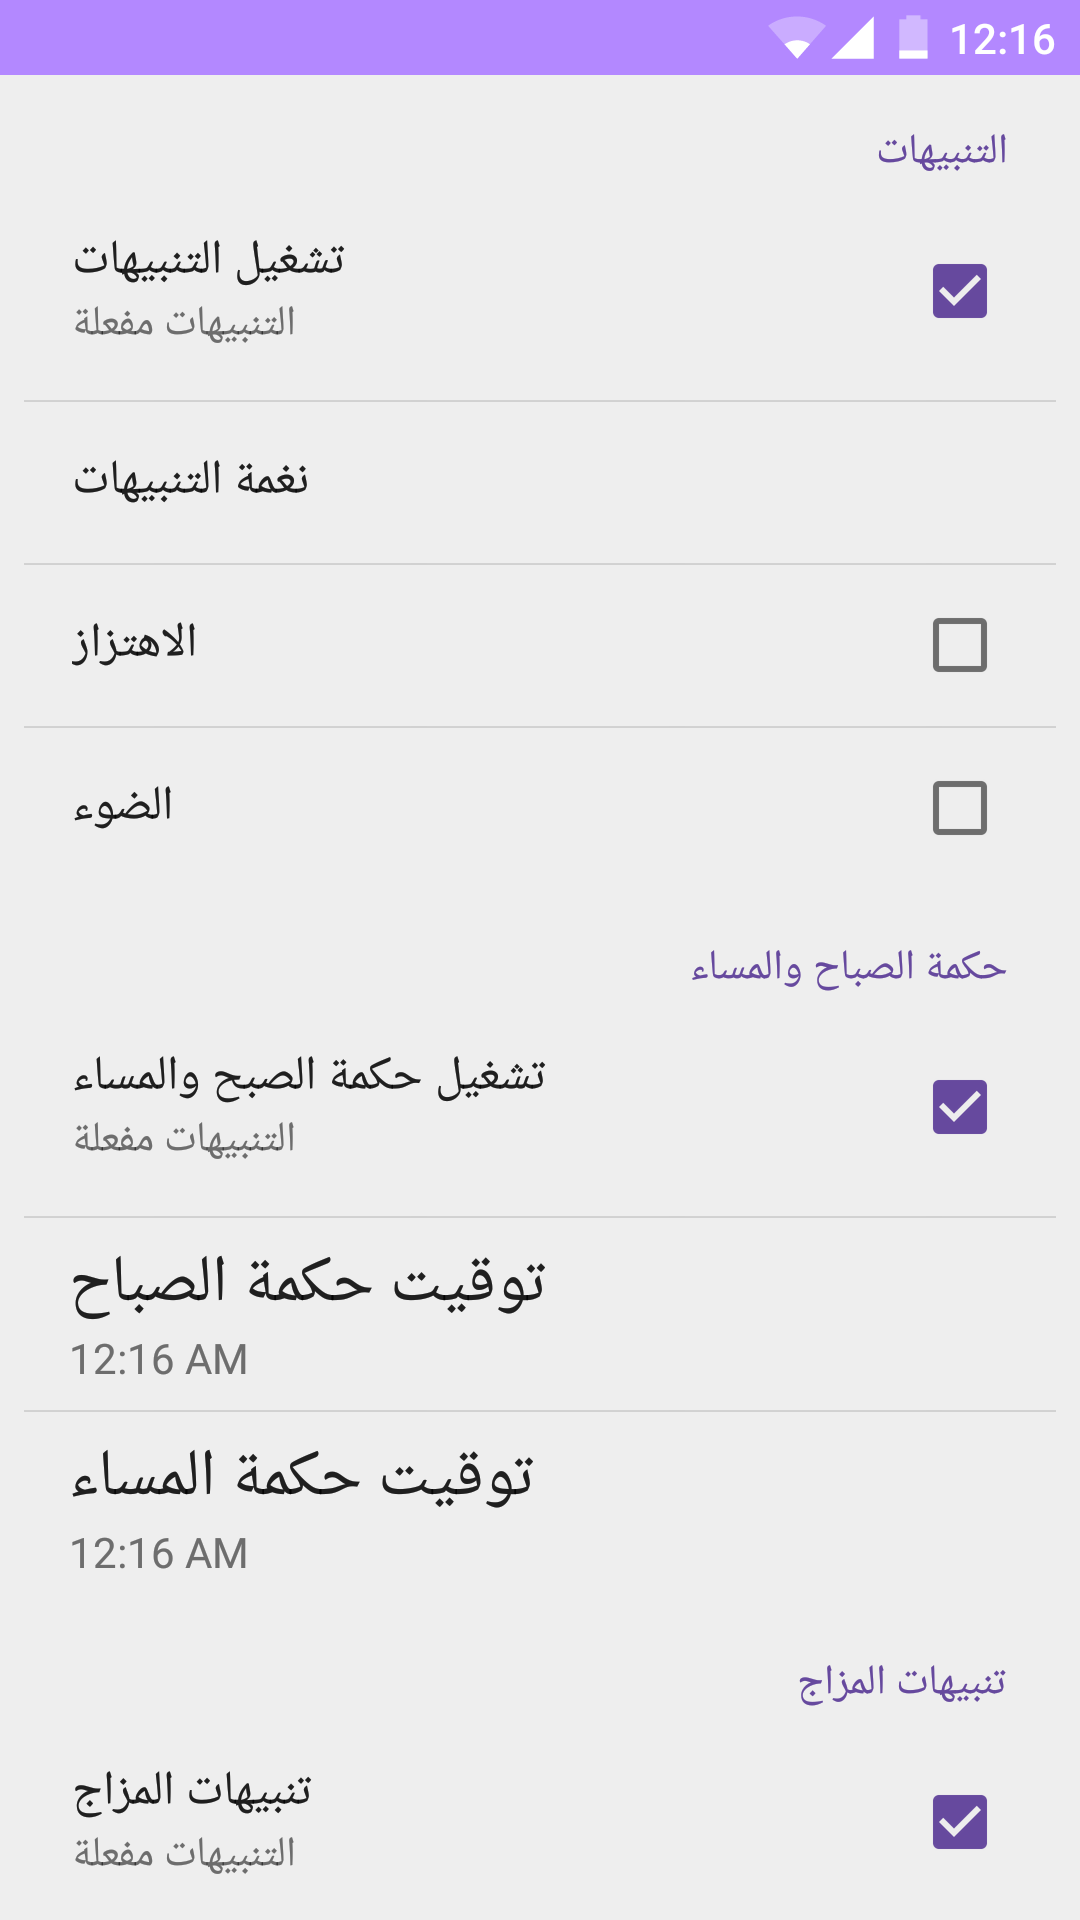 12:16
التنبيهات
تشغيل التنبيهات
التنبيهات مفعلة
نغمة التنبيهات
الاهتزاز
الضوء
حكمة الصباح والمساء
تشغيل حكمة الصبح والمساء
التنبيهات مفعلة
توقيت حكمة الصباح
12:16 AM
توقيت حكمة المساء
12:16 AM
تنبيهات المزاج
تنبيهات المزاج
التنبيهات مفعلة